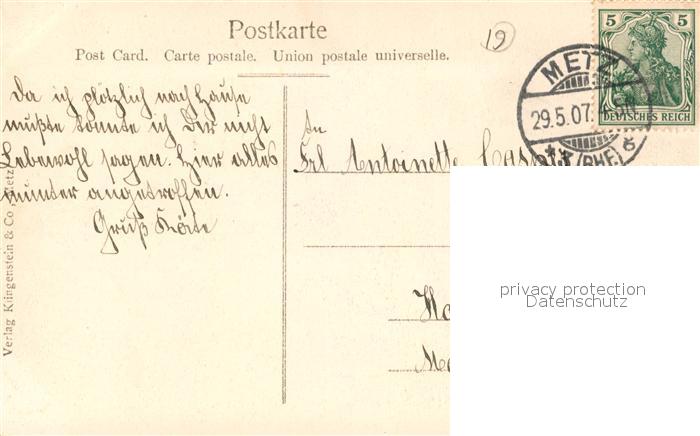 Postkarte
Post Card. Carte postale. Union postale universelle.
19
5 5
DEUTSCHES REICH
METZ
29.5.07.
Da ich plötzlich nach Hause
mußte konnte ich Dir nicht
Lebewohl sagen. Hier alles
munter angetroffen.
Gruß Käte
An
Frl Antoinette
Verlag Klingenstein & Co., Metz
privacy protection
Datenschutz